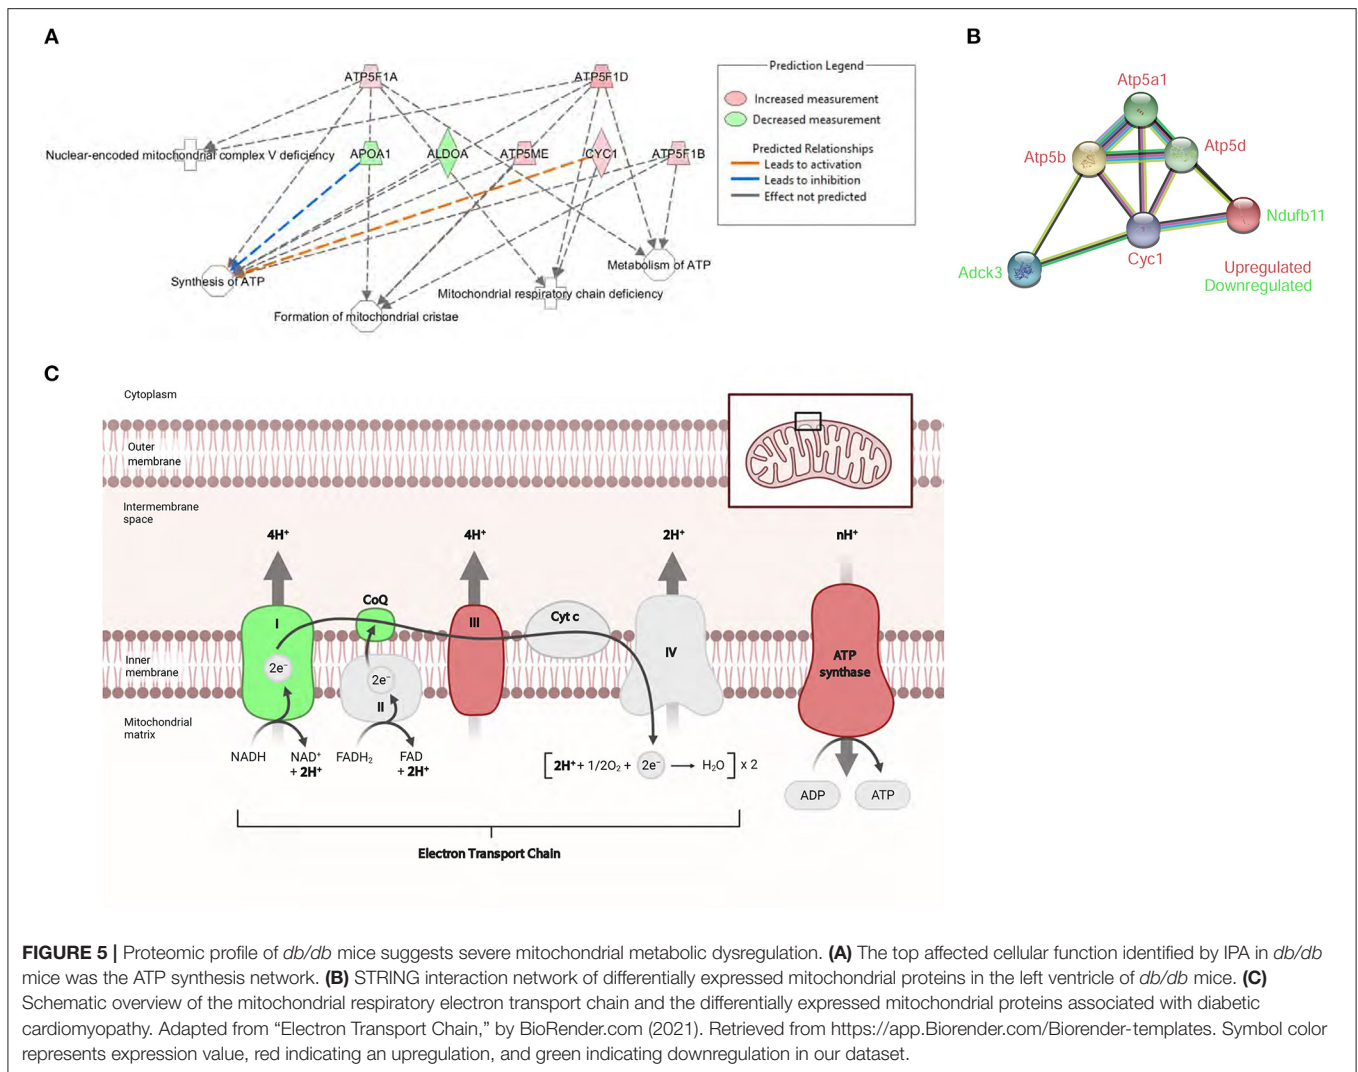 A
ATP5F1A
ATP5F1D
Nuclear-encoded mitochondrial complex V deficiency
APOA1
ALDOA
ATP5ME
CYC1
ATP5F1B
Synthesis of ATP
Metabolism of ATP
Mitochondrial respiratory chain deficiency
Formation of mitochondrial cristae
Prediction Legend
Increased measurement
Decreased measurement
Predicted Relationships
Leads to activation
Leads to inhibition
Effect not predicted
B
Atp5a1
Atp5b
Atp5d
Ndufb11
Adck3
Cyc1
Upregulated
Downregulated
C
Cytoplasm
Outer
membrane
Intermembrane
space
4H⁺
4H⁺
2H⁺
nH⁺
CoQ
I
III
Cyt c
IV
ATP
synthase
Inner
membrane
2e⁻
2e⁻
II
Mitochondrial
matrix
NADH
NAD⁺
+ 2H⁺
FADH₂
FAD
+ 2H⁺
[2H⁺ + 1/2O₂ + 2e⁻ → H₂O] x 2
ADP
ATP
Electron Transport Chain
FIGURE 5 | Proteomic profile of db/db mice suggests severe mitochondrial metabolic dysregulation. (A) The top affected cellular function identified by IPA in db/db
mice was the ATP synthesis network. (B) STRING interaction network of differentially expressed mitochondrial proteins in the left ventricle of db/db mice. (C)
Schematic overview of the mitochondrial respiratory electron transport chain and the differentially expressed mitochondrial proteins associated with diabetic
cardiomyopathy. Adapted from “Electron Transport Chain,” by BioRender.com (2021). Retrieved from https://app.Biorender.com/Biorender-templates. Symbol color
represents expression value, red indicating an upregulation, and green indicating downregulation in our dataset.